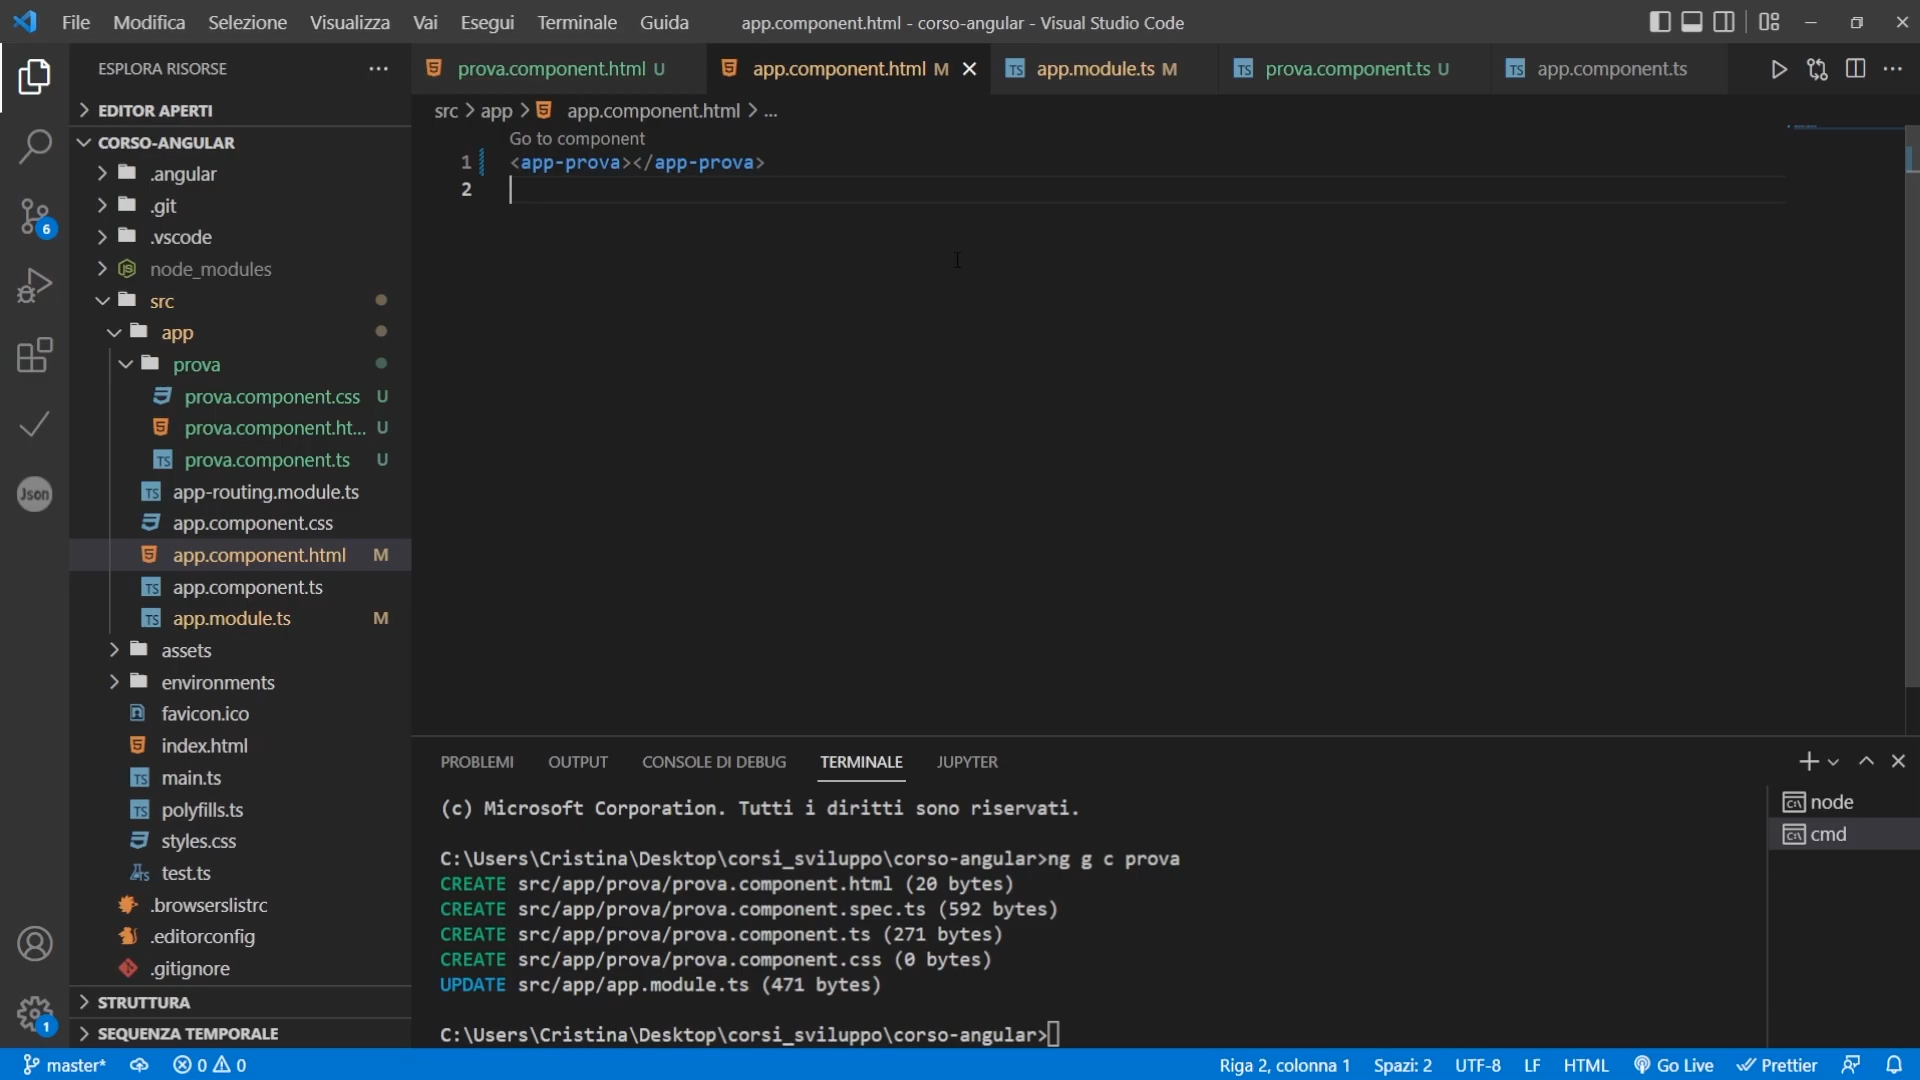 File Modifica Selezione Visualizza Vai Esegui Terminale Guida
app.component.html - corso-angular - Visual Studio Code
ESPLORA RISORSE
EDITOR APERTI
CORSO-ANGULAR
.angular
.git
.vscode
node_modules
src
app
prova
prova.component.css U
prova.component.ht... U
prova.component.ts U
app-routing.module.ts
app.component.css
app.component.html M
app.component.ts
app.module.ts M
assets
environments
favicon.ico
index.html
main.ts
polyfills.ts
styles.css
test.ts
.browserslistrc
.editorconfig
.gitignore
STRUTTURA
SEQUENZA TEMPORALE
6
Json
1
prova.component.html U
app.component.html M
app.module.ts M
prova.component.ts U
app.component.ts
src > app > app.component.html > ...
Go to component
1 <app-prova></app-prova>
2
PROBLEMI OUTPUT CONSOLE DI DEBUG TERMINALE JUPYTER
(c) Microsoft Corporation. Tutti i diritti sono riservati.
C:\Users\Cristina\Desktop\corsi_sviluppo\corso-angular>ng g c prova
CREATE src/app/prova/prova.component.html (20 bytes)
CREATE src/app/prova/prova.component.spec.ts (592 bytes)
CREATE src/app/prova/prova.component.ts (271 bytes)
CREATE src/app/prova/prova.component.css (0 bytes)
UPDATE src/app/app.module.ts (471 bytes)
C:\Users\Cristina\Desktop\corsi_sviluppo\corso-angular>
node
cmd
master* 0 0 Riga 2, colonna 1 Spazi: 2 UTF-8 LF HTML Go Live Prettier